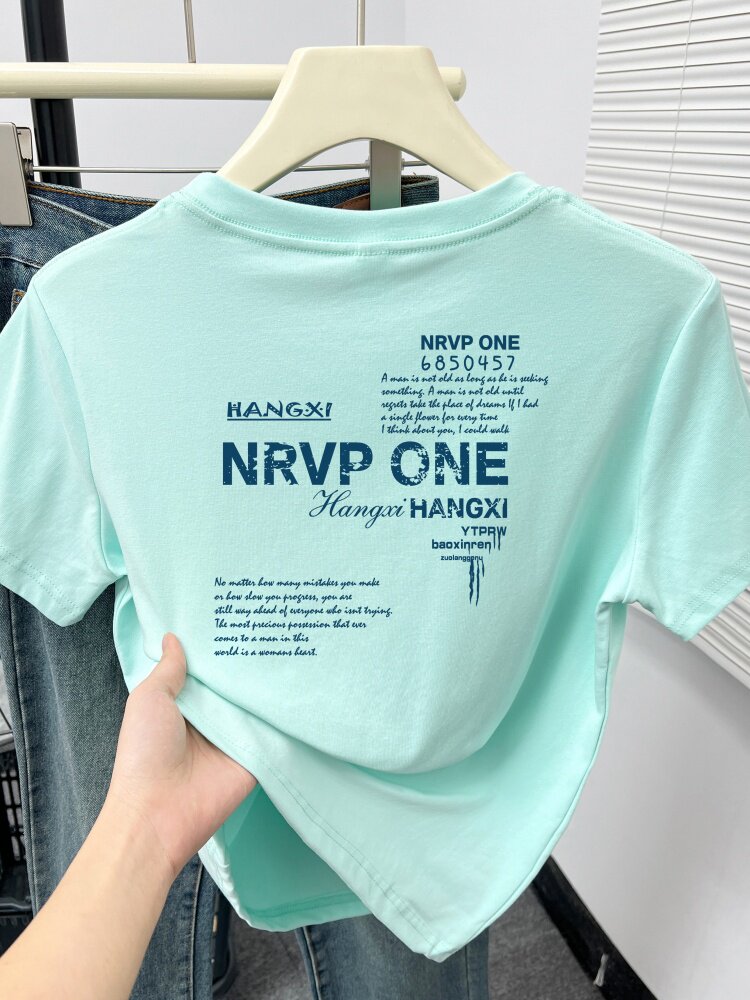 NRVP ONE
6850457
A man is not old as long as he is seeking
something. A man is not old until
regrets take the place of dreams If I had
a single flower for every time
I think about you, I could walk
HANGXI
NRVP ONE
Hangxi HANGXI
YTPRW
baoxinren
zuolanggony
No matter how many mistakes you make
or how slow you progress, you are
still way ahead of everyone who isnt trying.
The most precious possession that ever
comes to a man in this
world is a womans heart.